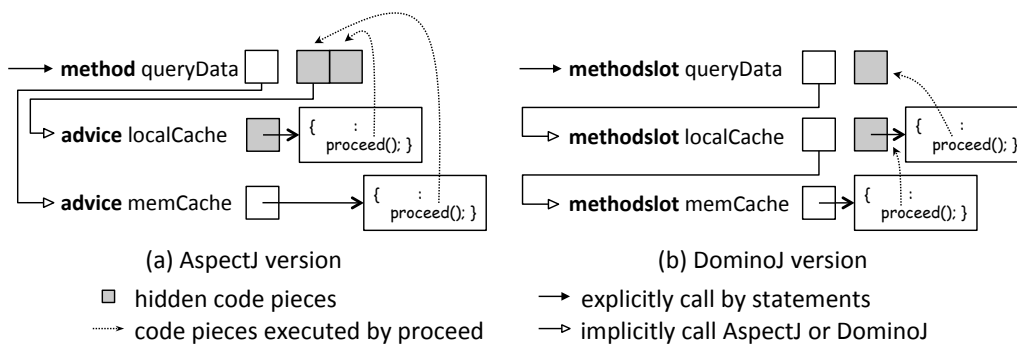 method queryData
advice localCache
{ :
proceed(); }
advice memCache
{ :
proceed(); }
(a) AspectJ version
methodslot queryData
methodslot localCache
{ :
proceed(); }
methodslot memCache
{ :
proceed(); }
(b) DominoJ version
hidden code pieces
code pieces executed by proceed
explicitly call by statements
implicitly call AspectJ or DominoJ